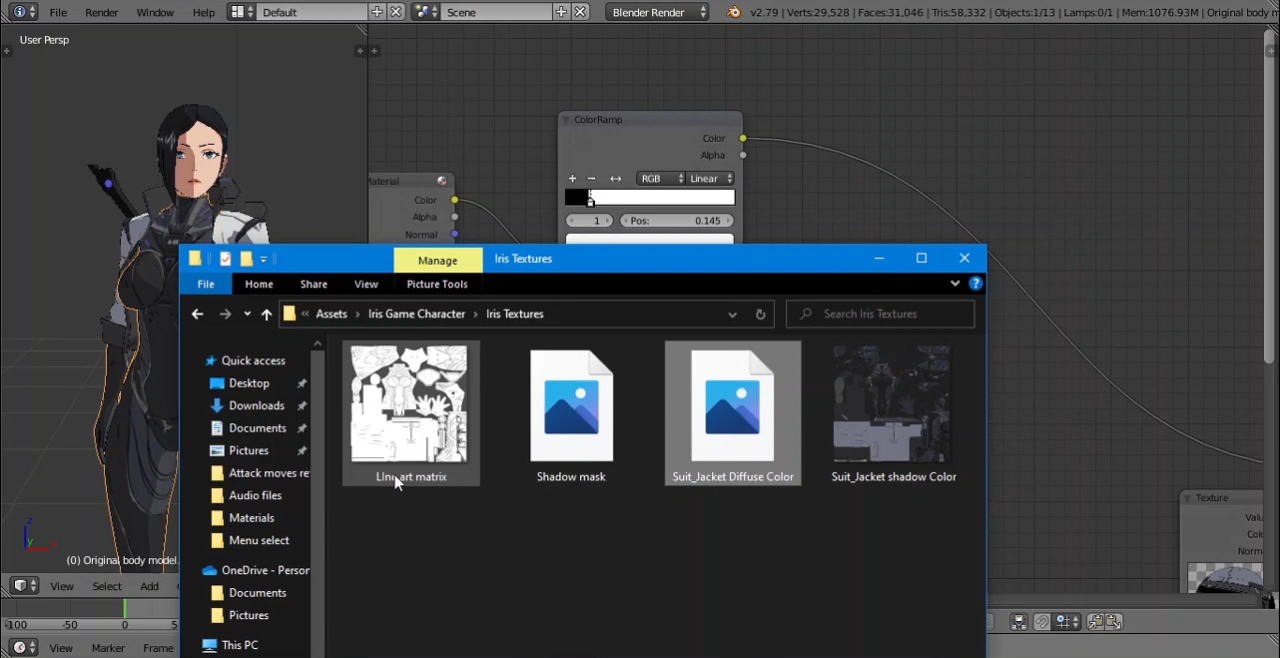 File Render Window Help Default Scene Blender Render v2.79 | Verts:29,528 | Faces:31,046 | Tris:58,332 | Objects:1/13 | Lamps:0/1 | Mem:1076.93M | Original body m
User Persp
ColorRamp
Color
Alpha
RGB Linear
1 Pos: 0.145
Material
Color
Alpha
Normal
Manage Iris Textures
File Home Share View Picture Tools
« Assets › Iris Game Character › Iris Textures
Search Iris Textures
Quick access
Desktop
Downloads
Documents
Pictures
Attack moves re
Audio files
Materials
Menu select
OneDrive - Person
Documents
Pictures
This PC
LIne art matrix
Shadow mask
Suit_Jacket Diffuse Color
Suit_Jacket shadow Color
Texture
Valu
Colo
Norm
z
y
x
(0) Original body model.
View Select Add
-100 -50 0 5
View Marker Frame